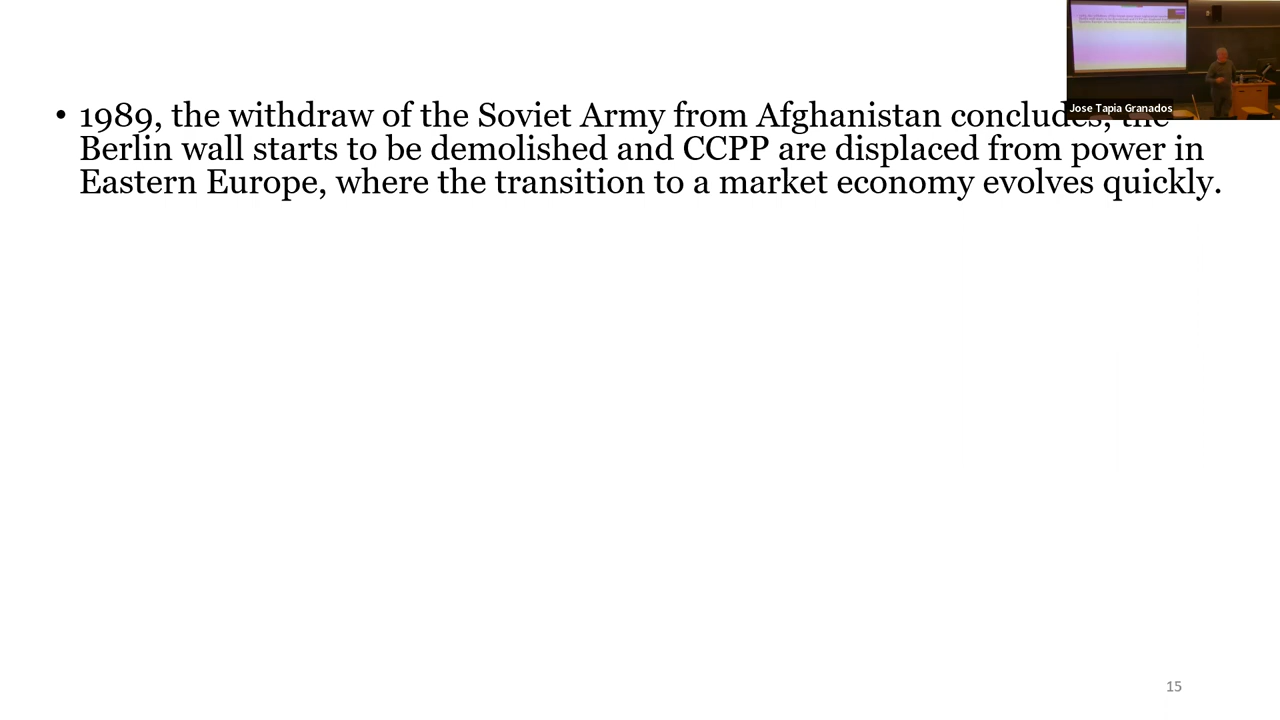 • 1989, the withdraw of the Soviet Army from Afghanistan concludes, the
Berlin wall starts to be demolished and CCPP are displaced from power in
Eastern Europe, where the transition to a market economy evolves quickly.
Jose Tapia Granados
15